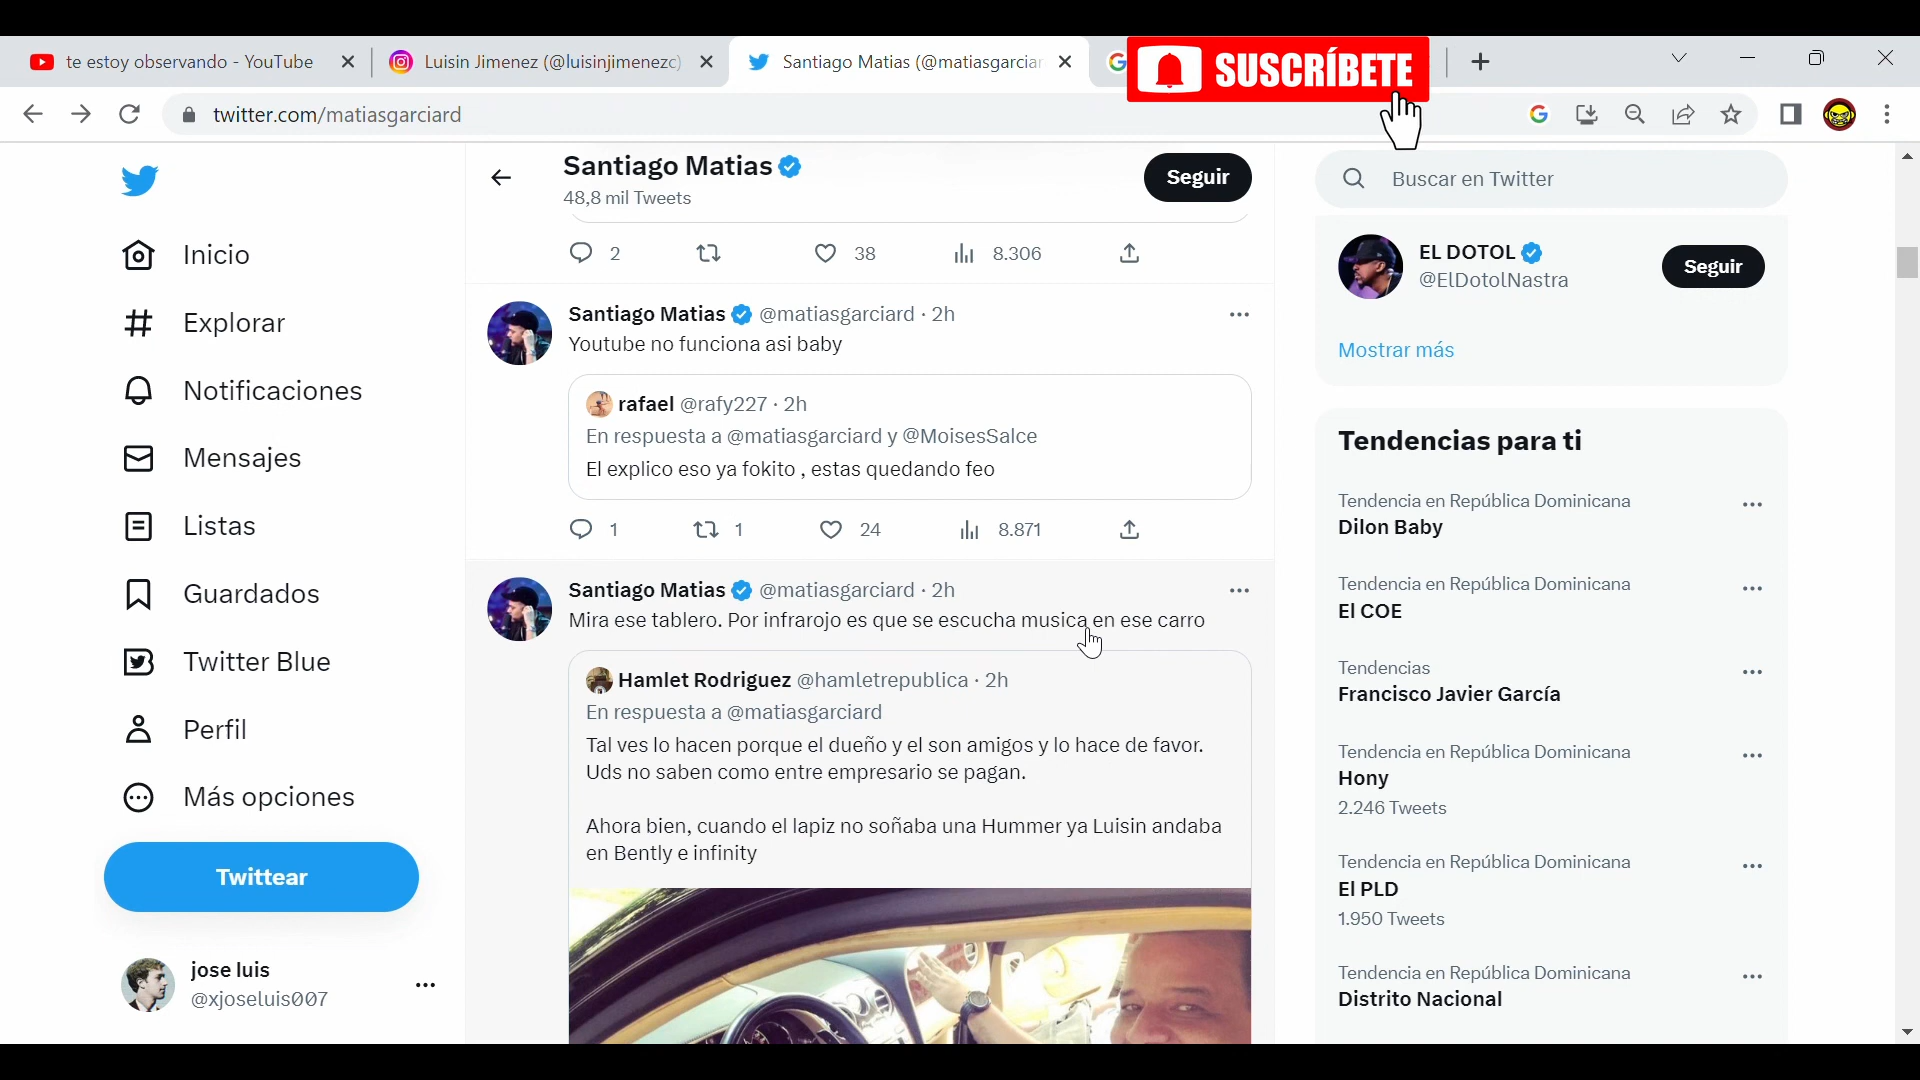 te estoy observando - YouTube
Luisin Jimenez (@luisinjimenezc)
Santiago Matias (@matiasgarciar
SUSCRÍBETE
twitter.com/matiasgarciard
Santiago Matias
48,8 mil Tweets
Seguir
Buscar en Twitter
Inicio
Explorar
Notificaciones
Mensajes
Listas
Guardados
Twitter Blue
Perfil
Más opciones
Twittear
jose luis
@xjoseluis007
2
38
8.306
Santiago Matias @matiasgarciard · 2h
Youtube no funciona asi baby
rafael @rafy227 · 2h
En respuesta a @matiasgarciard y @MoisesSalce
El explico eso ya fokito , estas quedando feo
1
1
24
8.871
Santiago Matias @matiasgarciard · 2h
Mira ese tablero. Por infrarojo es que se escucha musica en ese carro
Hamlet Rodriguez @hamletrepublica · 2h
En respuesta a @matiasgarciard
Tal ves lo hacen porque el dueño y el son amigos y lo hace de favor.
Uds no saben como entre empresario se pagan.
Ahora bien, cuando el lapiz no soñaba una Hummer ya Luisin andaba
en Bently e infinity
EL DOTOL
@ElDotolNastra
Seguir
Mostrar más
Tendencias para ti
Tendencia en República Dominicana
Dilon Baby
Tendencia en República Dominicana
El COE
Tendencias
Francisco Javier García
Tendencia en República Dominicana
Hony
2.246 Tweets
Tendencia en República Dominicana
El PLD
1.950 Tweets
Tendencia en República Dominicana
Distrito Nacional